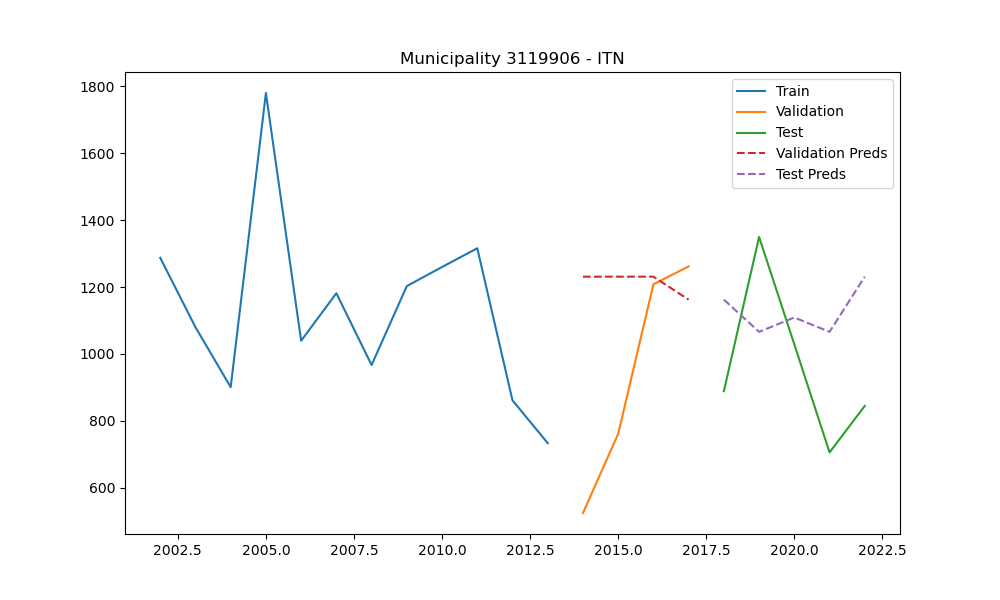 Municipality 3119906 - ITN
1800
1600
1400
1200
1000
800
600
Train
Validation
Test
Validation Preds
Test Preds
2002.5 2005.0 2007.5 2010.0 2012.5 2015.0 2017.5 2020.0 2022.5